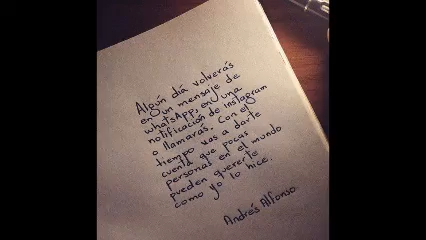 Algún día volverás
en un mensaje de
whatsApp, en una
notificación de instagram
o llamarás. Con el
tiempo vas a darte
cuenta que pocas
personas en el mundo
pueden quererte
como yo lo hice.
Andrés Alfonso